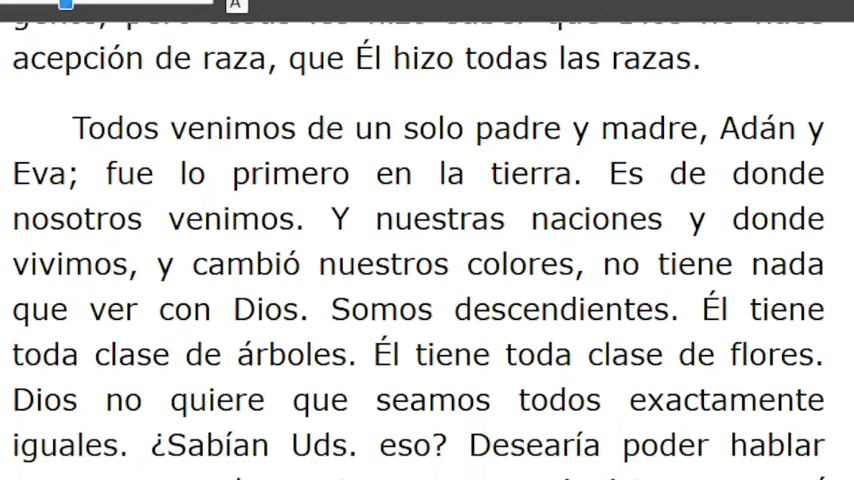 A
acepción de raza, que Él hizo todas las razas.
Todos venimos de un solo padre y madre, Adán y
Eva; fue lo primero en la tierra. Es de donde
nosotros venimos. Y nuestras naciones y donde
vivimos, y cambió nuestros colores, no tiene nada
que ver con Dios. Somos descendientes. Él tiene
toda clase de árboles. Él tiene toda clase de flores.
Dios no quiere que seamos todos exactamente
iguales. ¿Sabían Uds. eso? Desearía poder hablar